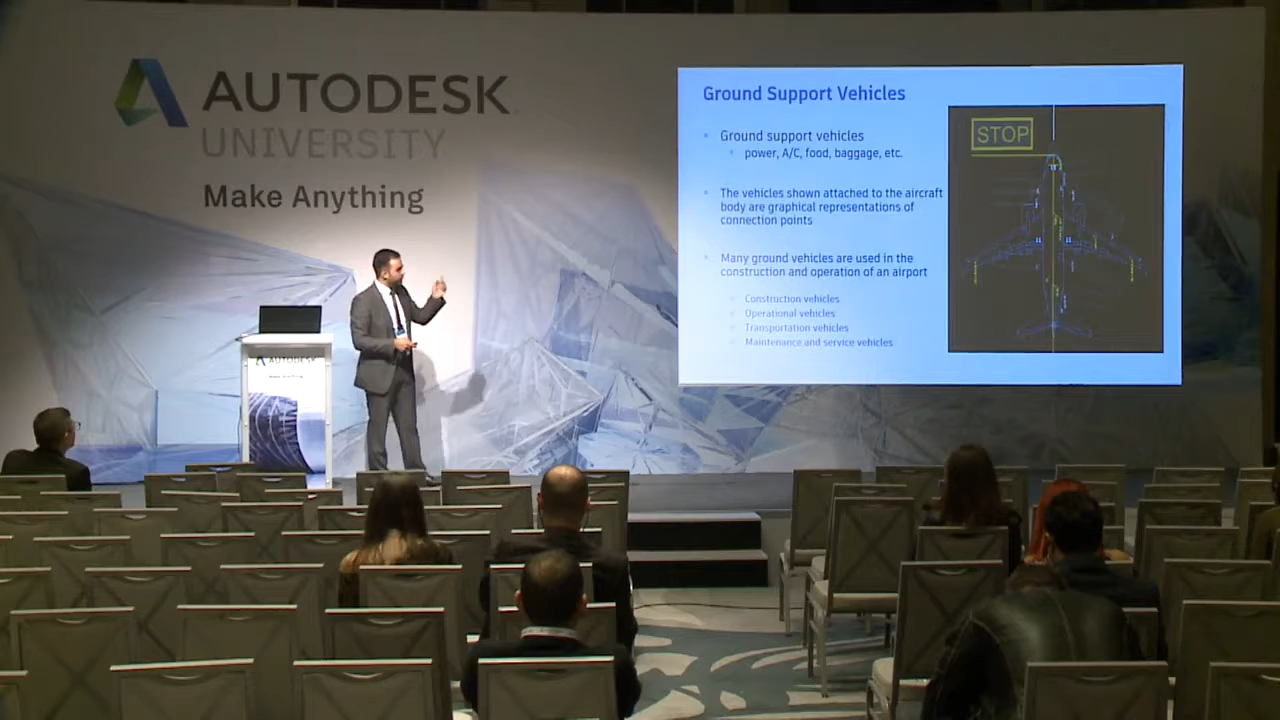 AUTODESK
UNIVERSITY
Make Anything
AUTODESK
Ground Support Vehicles
Ground support vehicles
power, A/C, food, baggage, etc.
The vehicles shown attached to the aircraft
body are graphical representations of
connection points
Many ground vehicles are used in the
construction and operation of an airport
Construction vehicles
Operational vehicles
Transportation vehicles
Maintenance and service vehicles
STOP